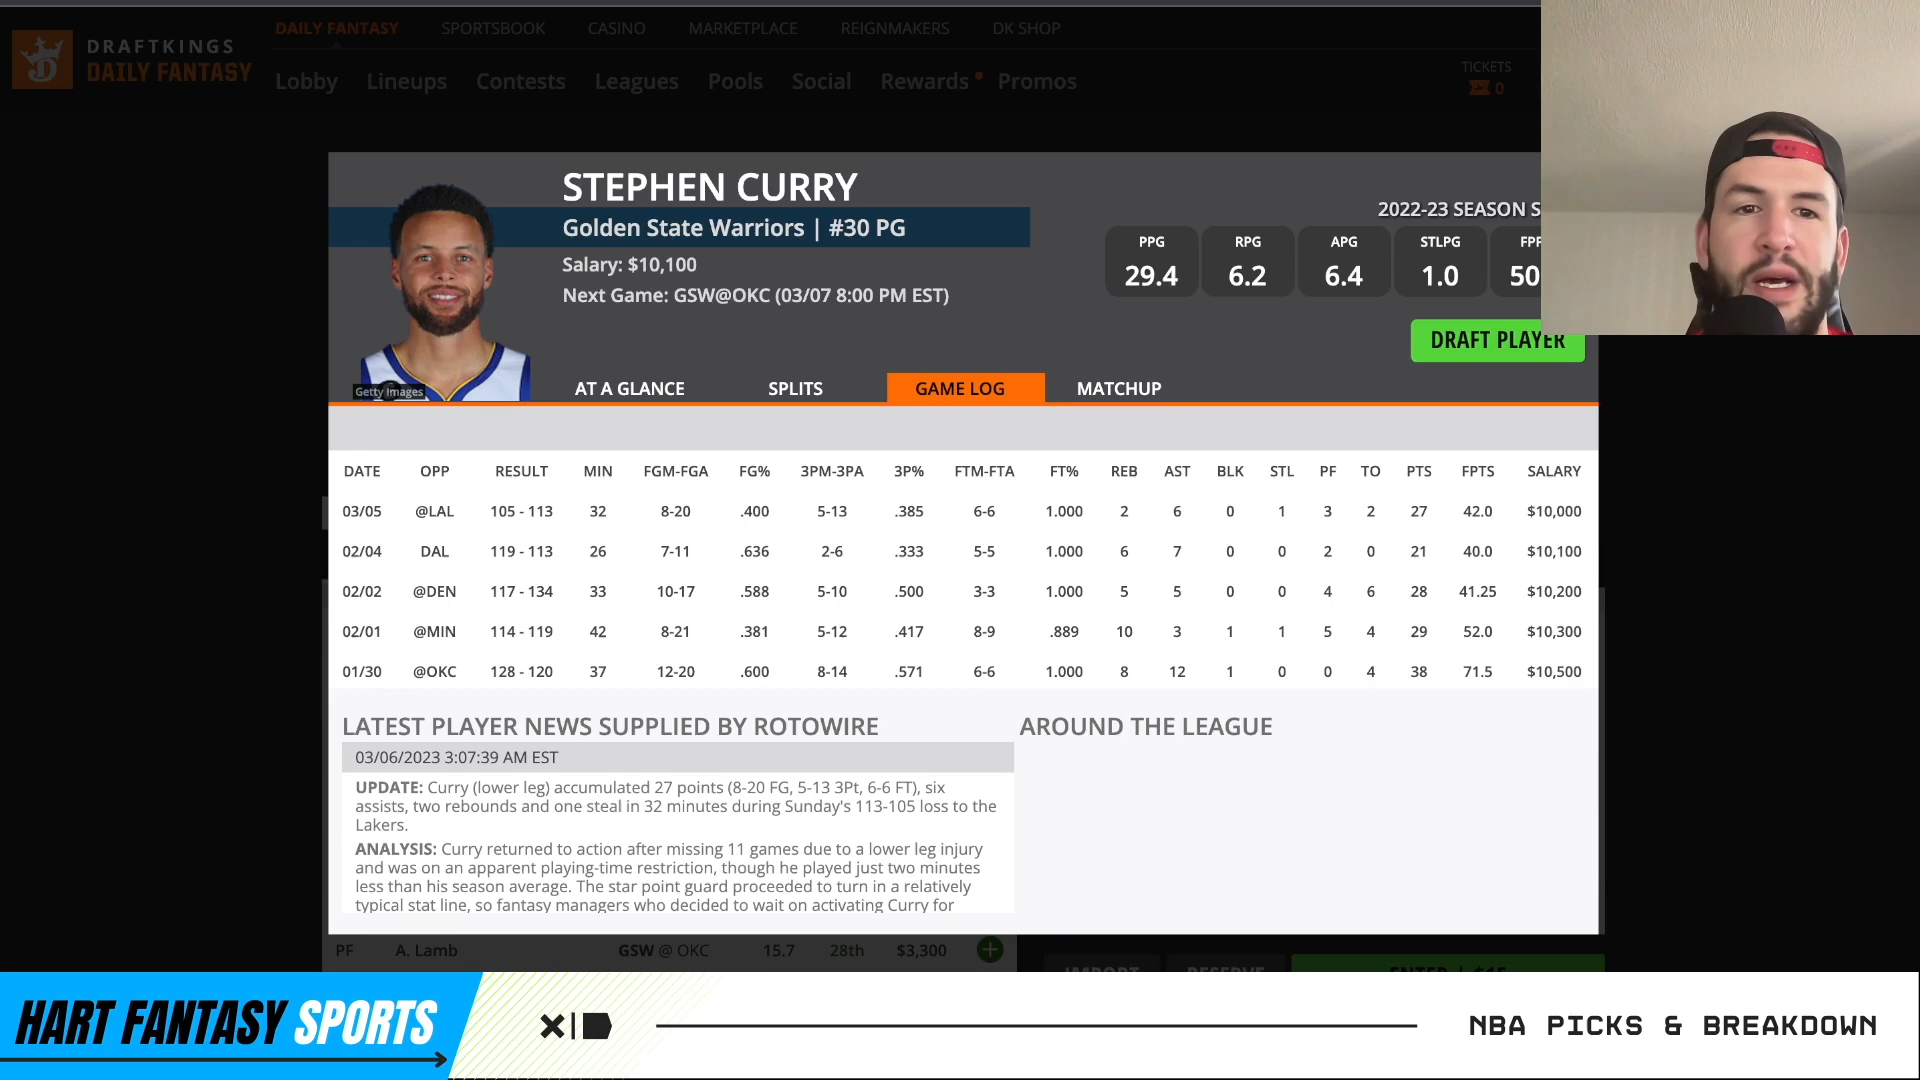 DAILY FANTASY SPORTSBOOK CASINO MARKETPLACE REIGNMAKERS DK SHOP
DRAFTKINGS
DAILY FANTASY
Lobby Lineups Contests Leagues Pools Social Rewards Promos
TICKETS
0
STEPHEN CURRY
Golden State Warriors | #30 PG
Salary: $10,100
Next Game: GSW@OKC (03/07 8:00 PM EST)
2022-23 SEASON S
PPG RPG APG STLPG FPP
29.4 6.2 6.4 1.0 50
DRAFT PLAYER
Getty Images
AT A GLANCE SPLITS GAME LOG MATCHUP
DATE OPP RESULT MIN FGM-FGA FG% 3PM-3PA 3P% FTM-FTA FT% REB AST BLK STL PF TO PTS FPTS SALARY
03/05 @LAL 105 - 113 32 8-20 .400 5-13 .385 6-6 1.000 2 6 0 1 3 2 27 42.0 $10,000
02/04 DAL 119 - 113 26 7-11 .636 2-6 .333 5-5 1.000 6 7 0 0 2 0 21 40.0 $10,100
02/02 @DEN 117 - 134 33 10-17 .588 5-10 .500 3-3 1.000 5 5 0 0 4 6 28 41.25 $10,200
02/01 @MIN 114 - 119 42 8-21 .381 5-12 .417 8-9 .889 10 3 1 1 5 4 29 52.0 $10,300
01/30 @OKC 128 - 120 37 12-20 .600 8-14 .571 6-6 1.000 8 12 1 0 0 4 38 71.5 $10,500
LATEST PLAYER NEWS SUPPLIED BY ROTOWIRE
AROUND THE LEAGUE
03/06/2023 3:07:39 AM EST
UPDATE: Curry (lower leg) accumulated 27 points (8-20 FG, 5-13 3Pt, 6-6 FT), six
assists, two rebounds and one steal in 32 minutes during Sunday's 113-105 loss to the
Lakers.
ANALYSIS: Curry returned to action after missing 11 games due to a lower leg injury
and was on an apparent playing-time restriction, though he played just two minutes
less than his season average. The star point guard proceeded to turn in a relatively
typical stat line, so fantasy managers who decided to wait on activating Curry for
PF A. Lamb GSW @ OKC 15.7 28th $3,300
IMPORT RESERVE ENTER | $15
HART FANTASY SPORTS
NBA PICKS & BREAKDOWN